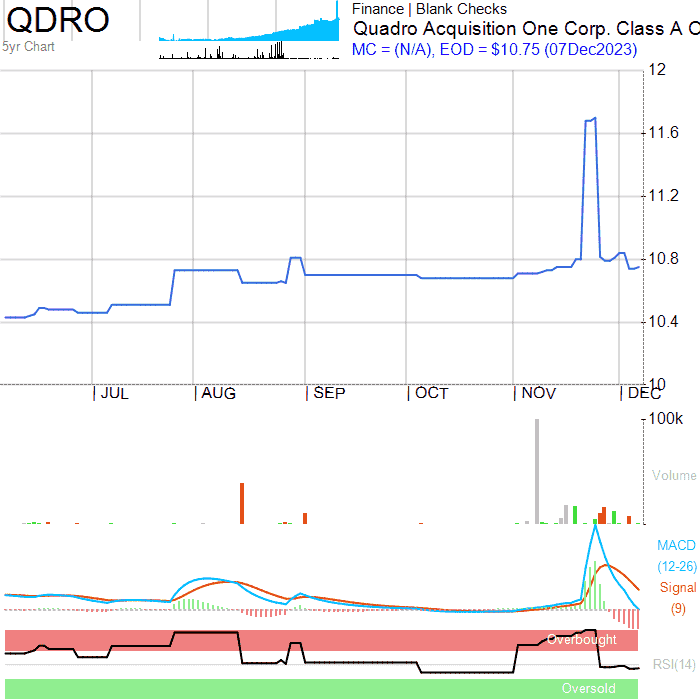 QDRO
5yr Chart
Finance | Blank Checks
Quadro Acquisition One Corp. Class A O
MC = (N/A), EOD = $10.75 (07Dec2023)
12
11.6
11.2
10.8
10.4
10
JUL AUG SEP OCT NOV DEC
100k
Volume
MACD
(12-26)
Signal
(9)
Overbought
RSI(14)
Oversold